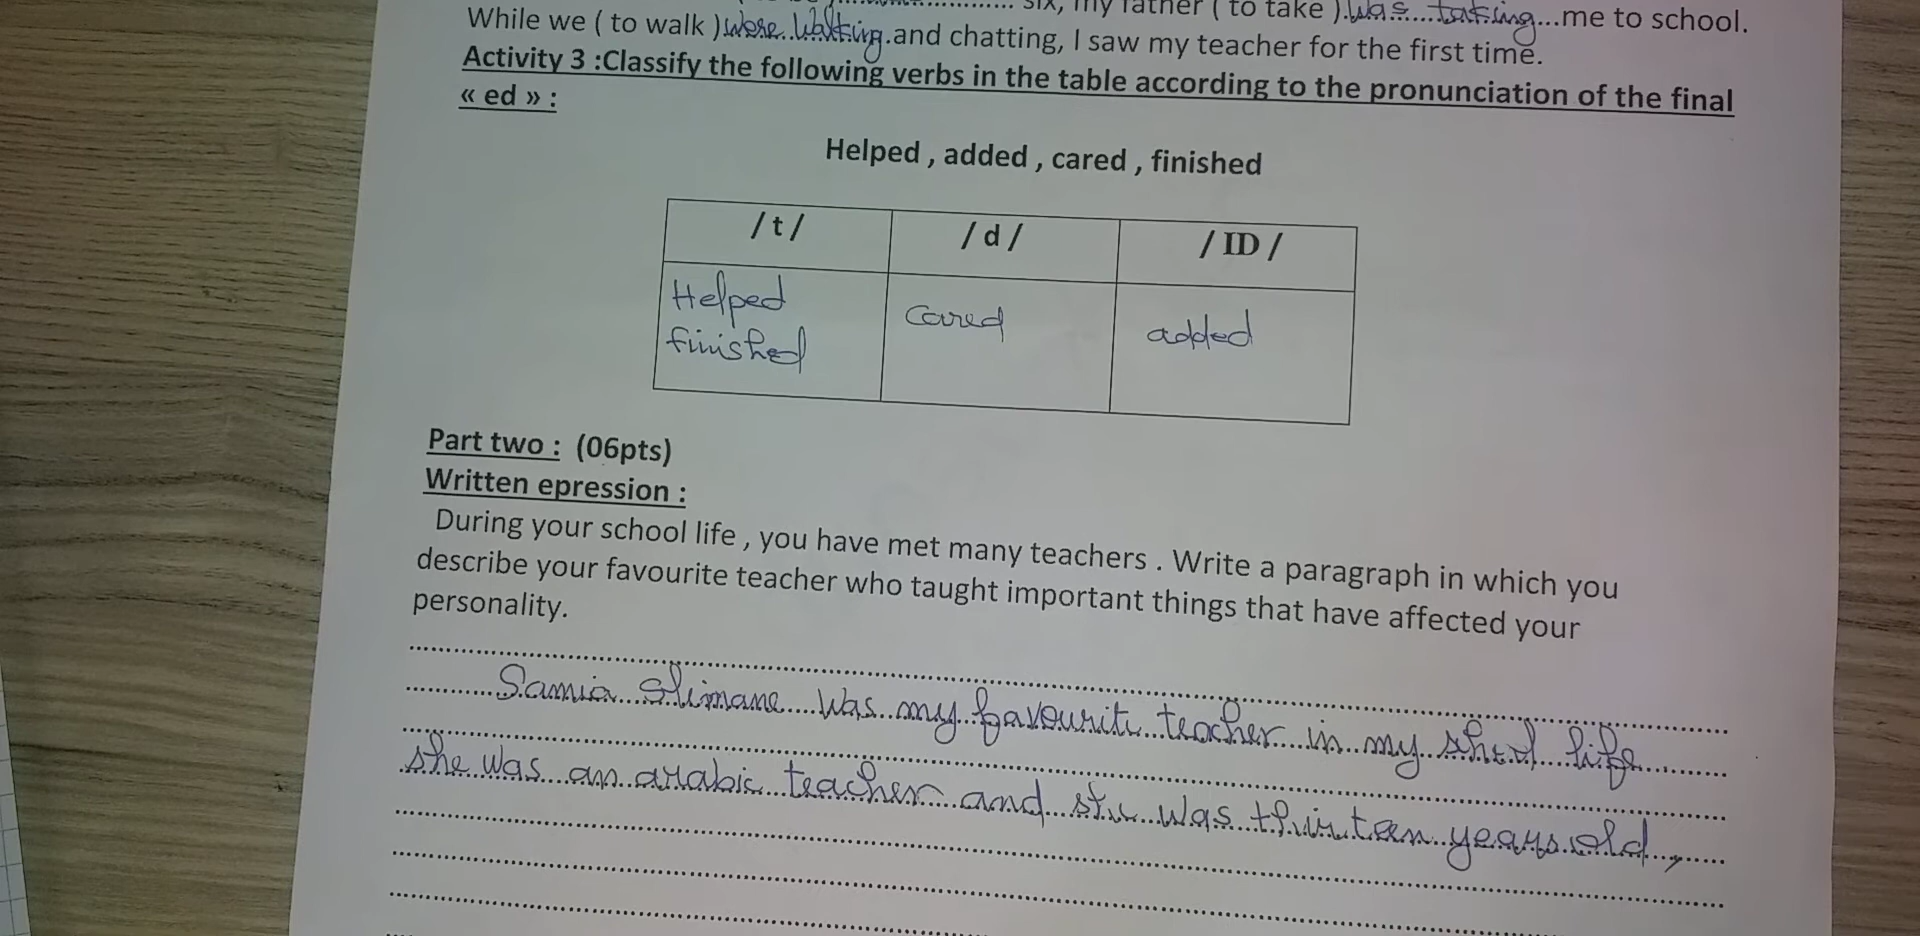 six, my father ( to take ).was....taking...me to school.
While we ( to walk )were..walking.and chatting, I saw my teacher for the first time.
Activity 3 :Classify the following verbs in the table according to the pronunciation of the final
« ed » :
Helped , added , cared , finished
/ t / / d / / ID /
Helped cared added
finished
Part two : (06pts)
Written epression :
During your school life , you have met many teachers . Write a paragraph in which you
describe your favourite teacher who taught important things that have affected your
personality.
Samia Slimane was my favourite teacher in my life
she was an arabic teacher and she was years old,